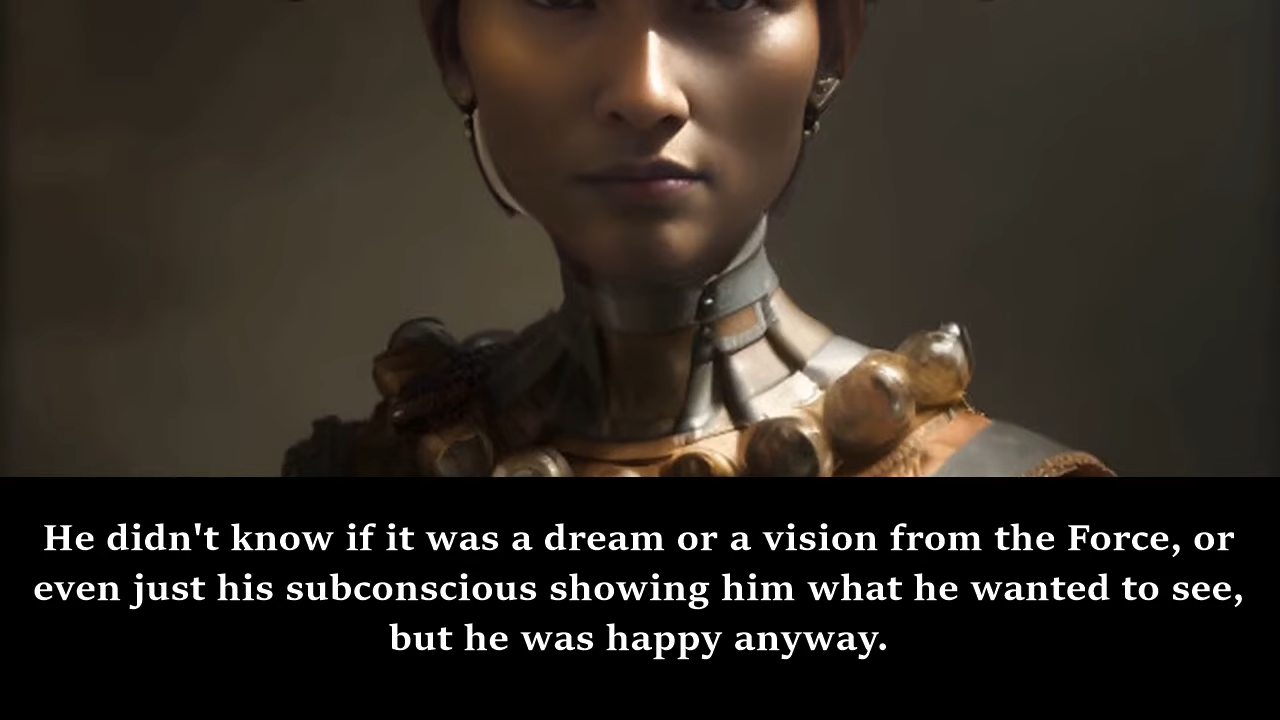 He didn't know if it was a dream or a vision from the Force, or
even just his subconscious showing him what he wanted to see,
but he was happy anyway.